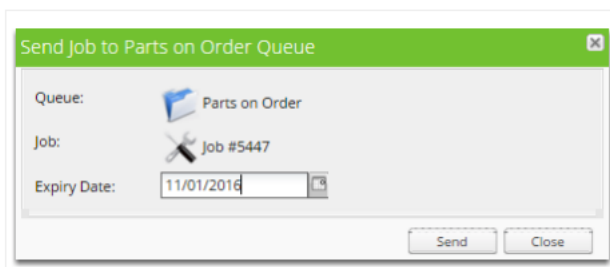 Send Job to Parts on Order Queue
Queue: Parts on Order
Job: Job #5447
Expiry Date: 11/01/2016
Send Close